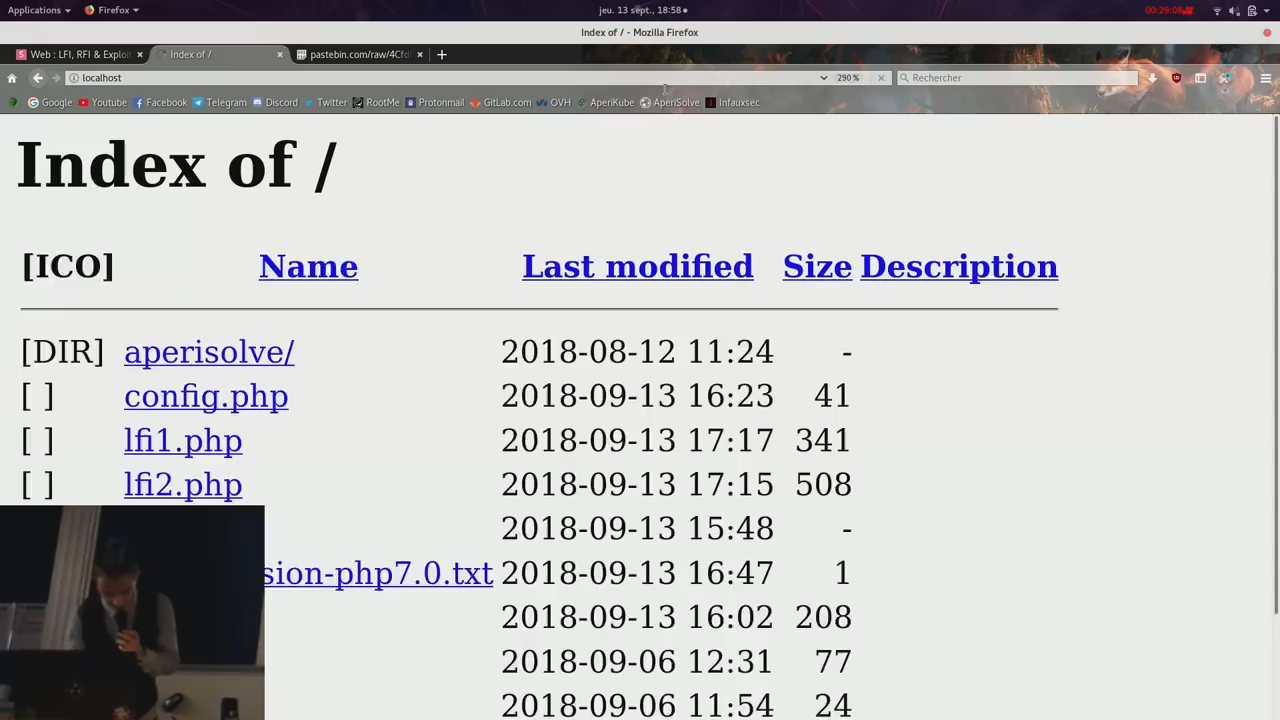 Applications Firefox jeu. 13 sept., 18:58 00:29:08
Index of / - Mozilla Firefox
Web : LFI, RFI & Exploi × Index of / × pastebin.com/raw/4Cfd × +
localhost 290 % Rechercher
Google Youtube Facebook Telegram Discord Twitter RootMe Protonmail GitLab.com OVH AperiKube AperiSolve Infauxsec
Index of /
[ICO] Name Last modified Size Description
[DIR] aperisolve/ 2018-08-12 11:24 -
[ ] config.php 2018-09-13 16:23 41
[ ] lfi1.php 2018-09-13 17:17 341
[ ] lfi2.php 2018-09-13 17:15 508
2018-09-13 15:48 -
sion-php7.0.txt 2018-09-13 16:47 1
2018-09-13 16:02 208
2018-09-06 12:31 77
2018-09-06 11:54 24